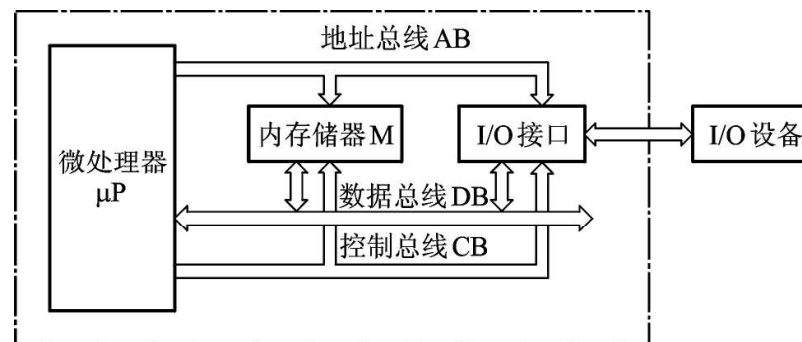 地址总线AB
内存储器M
I/O接口
I/O设备
微处理器
μP
数据总线DB
控制总线CB